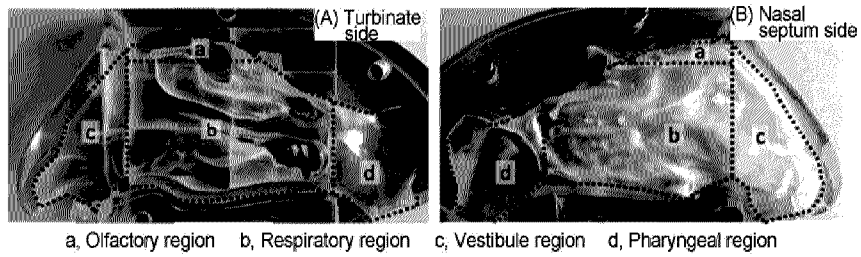 (A) Turbinate
side
a
c
b
d
(B) Nasal
septum side
a
b
c
d
a, Olfactory region b, Respiratory region c, Vestibule region d, Pharyngeal region